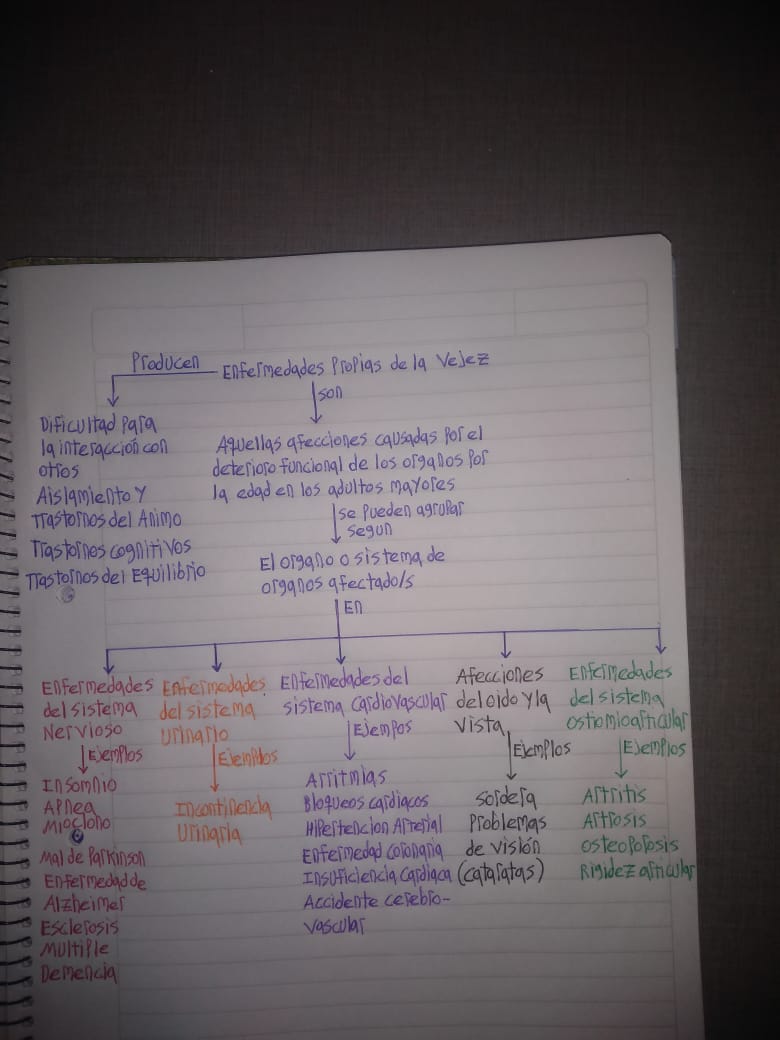 Enfermedades Propias de la Vejez
Producen
Dificultad Para
la interacción con
otros
Aislamiento y
Trastornos del Animo
Trastornos cognitivos
Trastornos del Equilibrio
son
Aquellas afecciones causadas Por el
deterioro funcional de los organos Por
la edad en los adultos mayores
se Pueden agrupar
segun
El organo o sistema de
organos afectado/s
En
Enfermedades
del sistema
Nervioso
Ejemplos
Insomnio
APnea
Mioclono
Mal de Parkinson
Enfermedad de
Alzheimer
Esclerosis
Multiple
Demencia
Enfermedades
del sistema
Urinario
Ejemplos
Incontinencia
Urinaria
Enfermedades del
sistema cardiovascular
Ejempos
Arritmias
Bloqueos cardiacos
Hipertencion Arterial
Enfermedad coronaria
Insuficiencia cardiaca
Accidente cerebro-
vascular
Afecciones
del oido y la
vista
Ejemplos
sordera
Problemas
de visión
(cataratas)
Enfermedades
del sistema
ostiomioarticular
Ejemplos
Artritis
Artrosis
osteoporosis
Rigidez articular